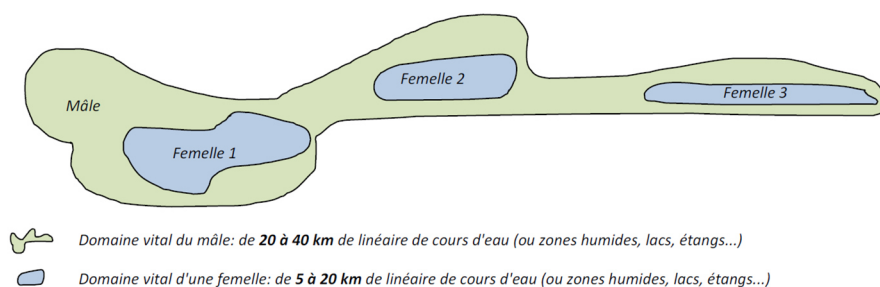 Mâle
Femelle 1
Femelle 2
Femelle 3
Domaine vital du mâle: de 20 à 40 km de linéaire de cours d'eau (ou zones humides, lacs, étangs...)
Domaine vital d'une femelle: de 5 à 20 km de linéaire de cours d'eau (ou zones humides, lacs, étangs...)